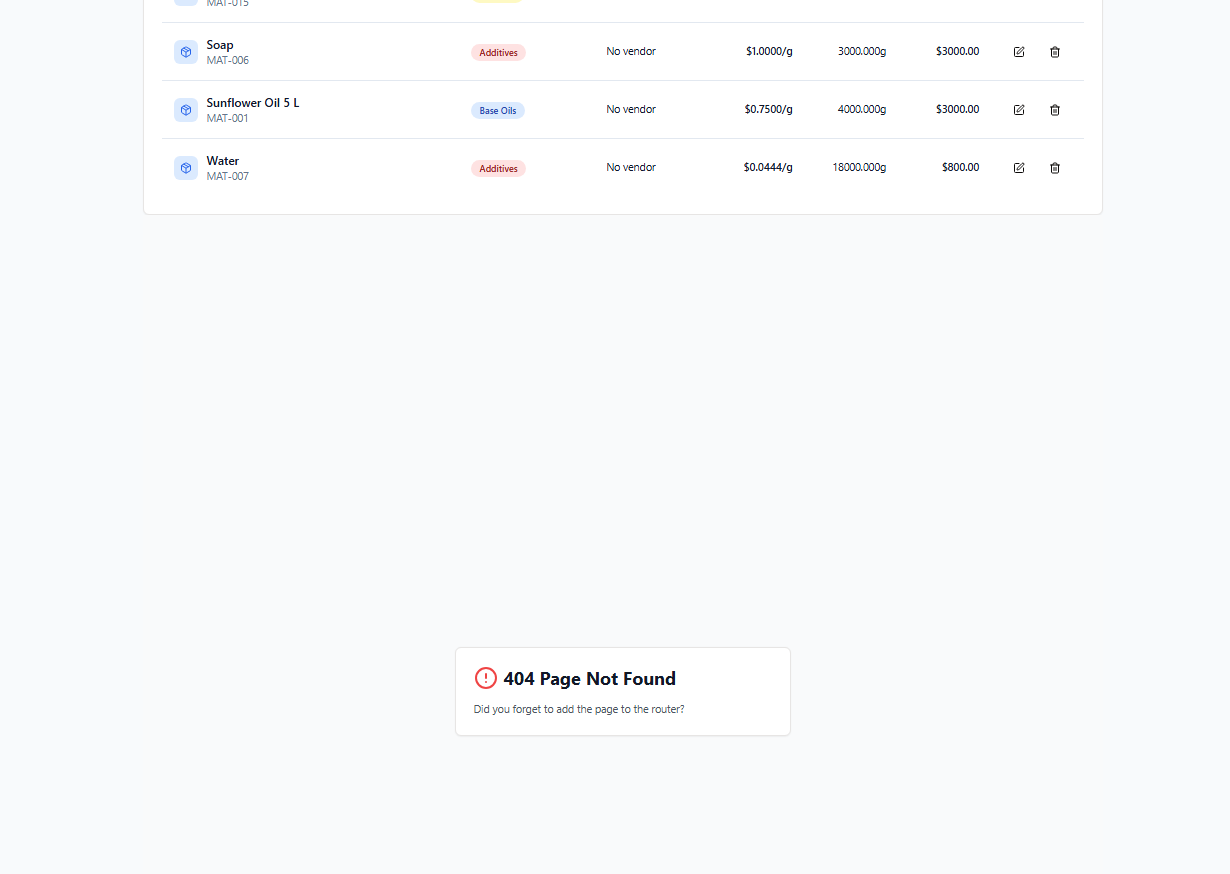 MAT-015
Soap
MAT-006
Additives
No vendor
$1.0000/g
3000.000g
$3000.00
Sunflower Oil 5 L
MAT-001
Base Oils
No vendor
$0.7500/g
4000.000g
$3000.00
Water
MAT-007
Additives
No vendor
$0.0444/g
18000.000g
$800.00
404 Page Not Found
Did you forget to add the page to the router?